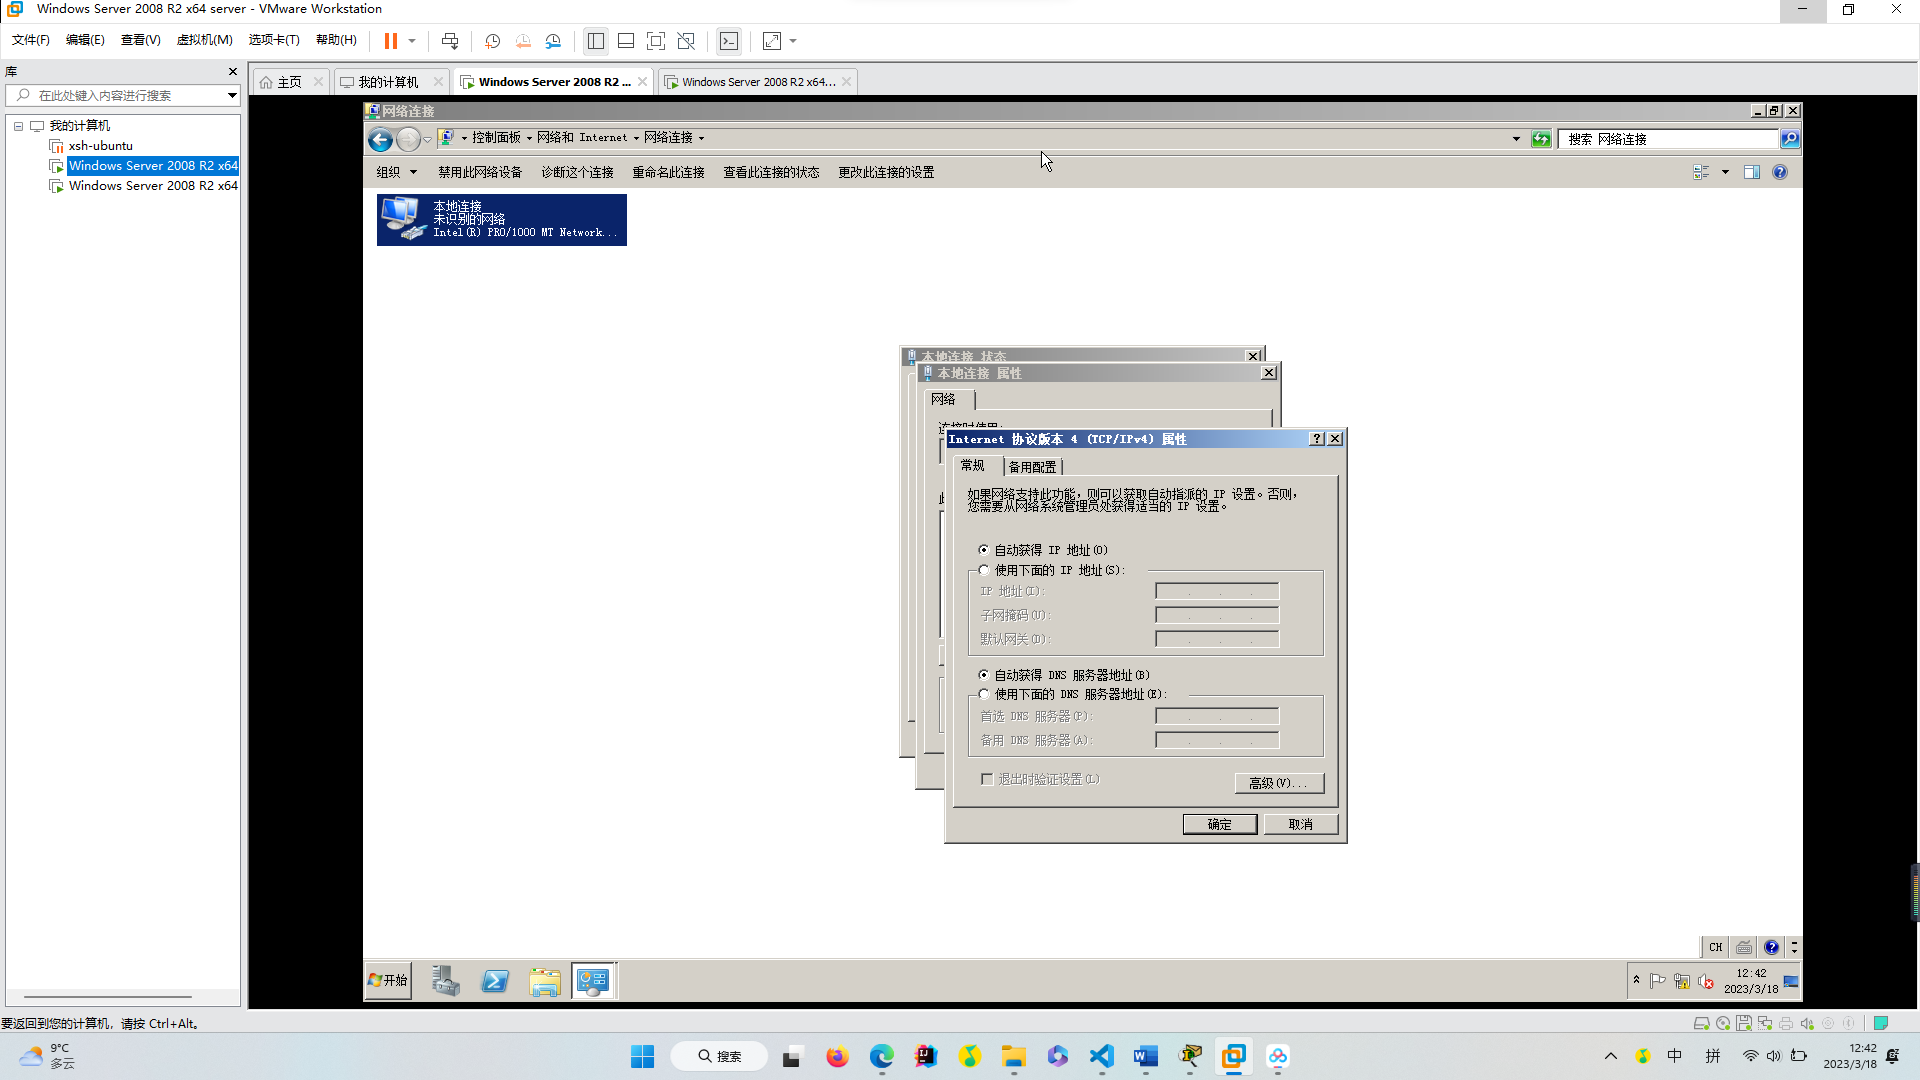 Windows Server 2008 R2 x64 server - VMware Workstation
文件(F) 编辑(E) 查看(V) 虚拟机(M) 选项卡(T) 帮助(H)
库
在此处键入内容进行搜索
我的计算机
xsh-ubuntu
Windows Server 2008 R2 x64
Windows Server 2008 R2 x64
主页 我的计算机 Windows Server 2008 R2 ... Windows Server 2008 R2 x64...
网络连接
控制面板 网络和 Internet 网络连接
搜索 网络连接
组织 禁用此网络设备 诊断这个连接 重命名此连接 查看此连接的状态 更改此连接的设置
本地连接
未识别的网络
Intel(R) PRO/1000 MT Network...
本地连接 状态
本地连接 属性
网络
连接时使用:
Internet 协议版本 4 (TCP/IPv4) 属性
常规 备用配置
如果网络支持此功能，则可以获取自动指派的 IP 设置。否则，
您需要从网络系统管理员处获得适当的 IP 设置。
自动获得 IP 地址(O)
使用下面的 IP 地址(S):
IP 地址(I):
子网掩码(U):
默认网关(D):
自动获得 DNS 服务器地址(B)
使用下面的 DNS 服务器地址(E):
首选 DNS 服务器(P):
备用 DNS 服务器(A):
退出时验证设置(L)
高级(V)...
确定 取消
CH
开始
12:42
2023/3/18
要返回到您的计算机，请按 Ctrl+Alt。
9°C
多云
搜索
中 拼
12:42
2023/3/18